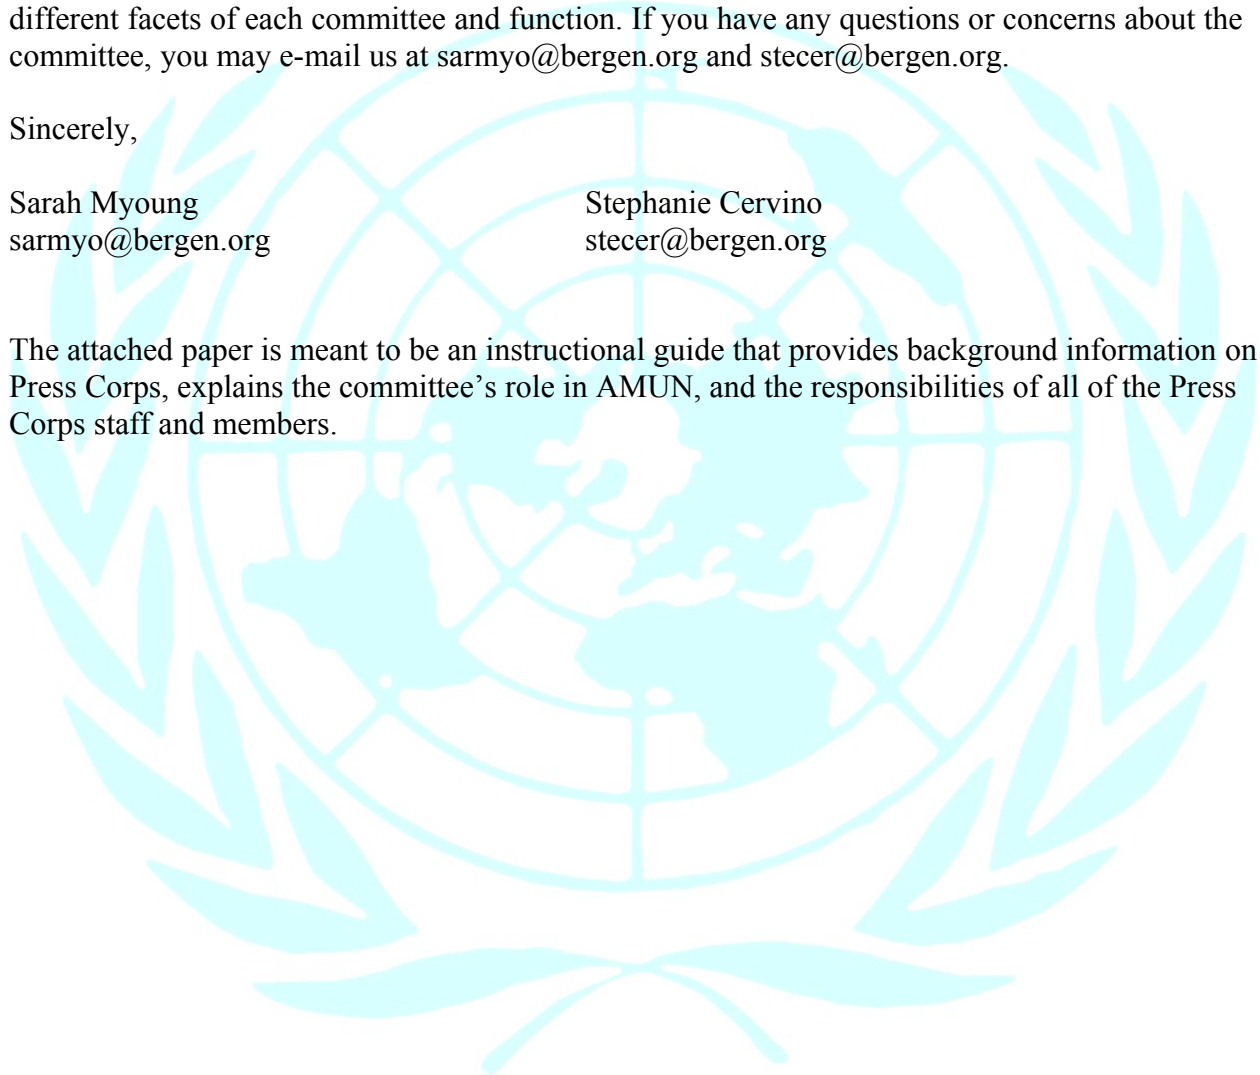 different facets of each committee and function. If you have any questions or concerns about the
committee, you may e-mail us at sarmyo@bergen.org and stecer@bergen.org.
Sincerely,
Sarah Myoung Stephanie Cervino
sarmyo@bergen.org stecer@bergen.org
The attached paper is meant to be an instructional guide that provides background information on
Press Corps, explains the committee’s role in AMUN, and the responsibilities of all of the Press
Corps staff and members.